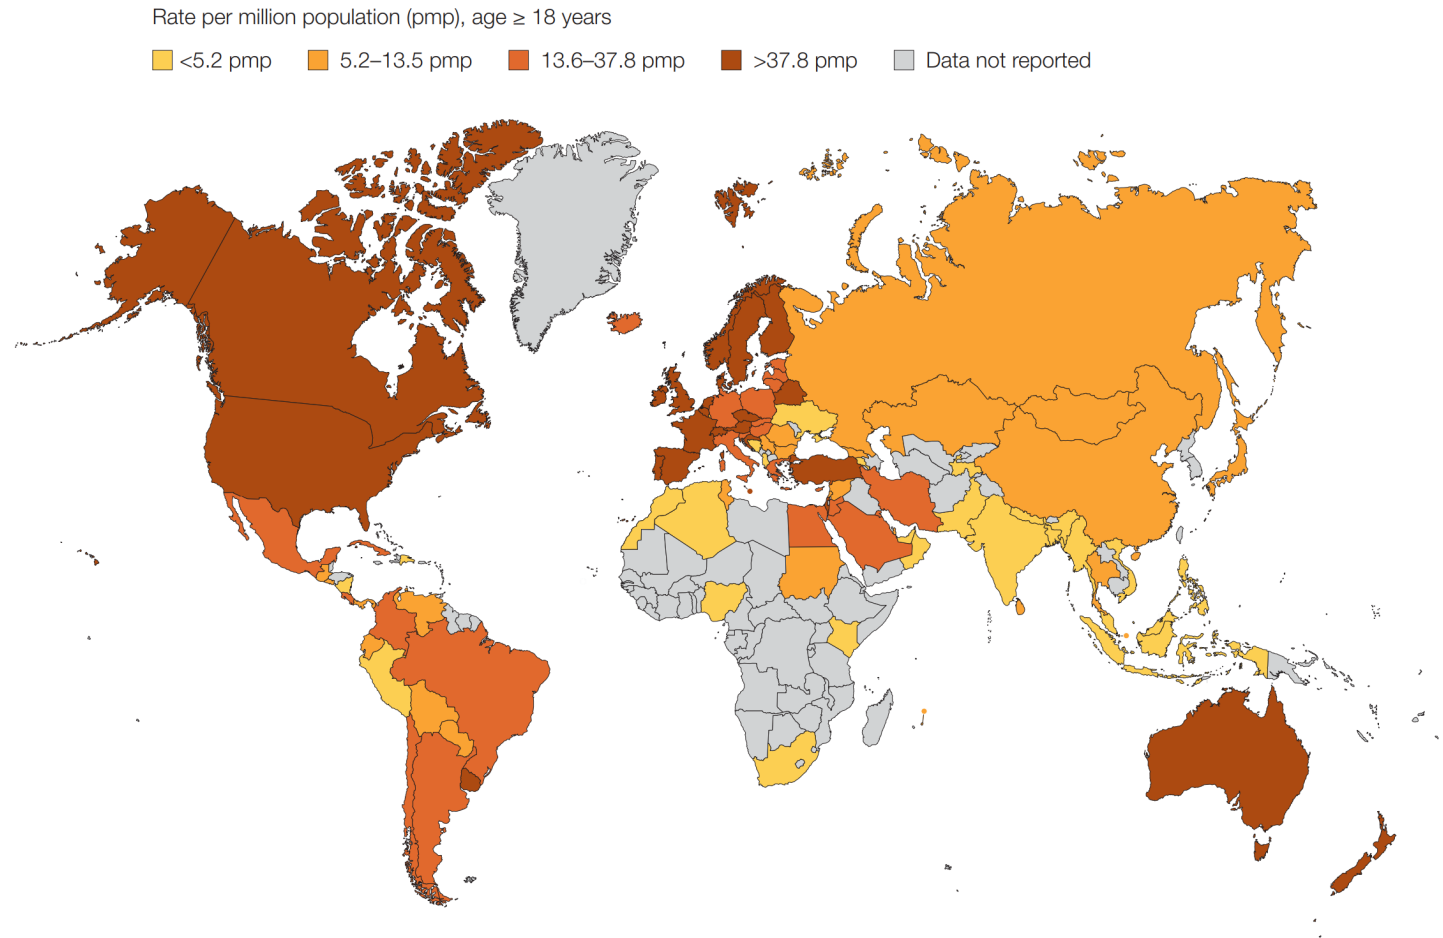 Rate per million population (pmp), age ≥ 18 years
<5.2 pmp 5.2–13.5 pmp 13.6–37.8 pmp >37.8 pmp Data not reported